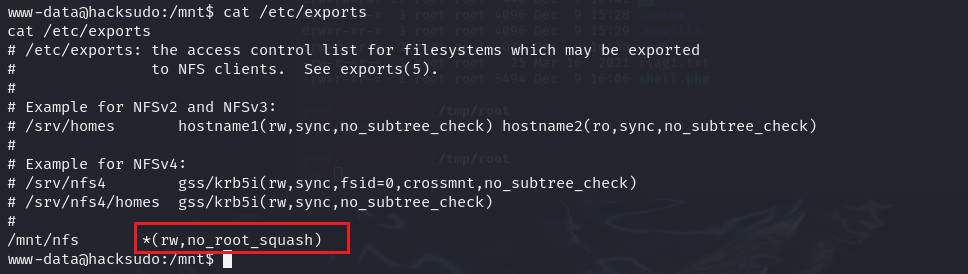 www-data@hacksudo:/mnt$ cat /etc/exports
cat /etc/exports
# /etc/exports: the access control list for filesystems which may be exported
#               to NFS clients.  See exports(5).
#
# Example for NFSv2 and NFSv3:
# /srv/homes       hostname1(rw,sync,no_subtree_check) hostname2(ro,sync,no_subtree_check)
#
# Example for NFSv4:
# /srv/nfs4        gss/krb5i(rw,sync,fsid=0,crossmnt,no_subtree_check)
# /srv/nfs4/homes  gss/krb5i(rw,sync,no_subtree_check)
#
/mnt/nfs        *(rw,no_root_squash)
www-data@hacksudo:/mnt$